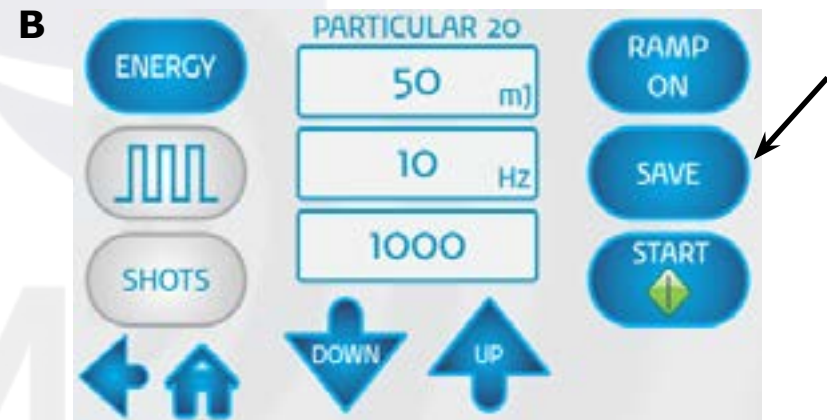 B
PARTICULAR 20
ENERGY
50 mJ
RAMP
ON
10 Hz
SAVE
1000
SHOTS
START
DOWN
UP